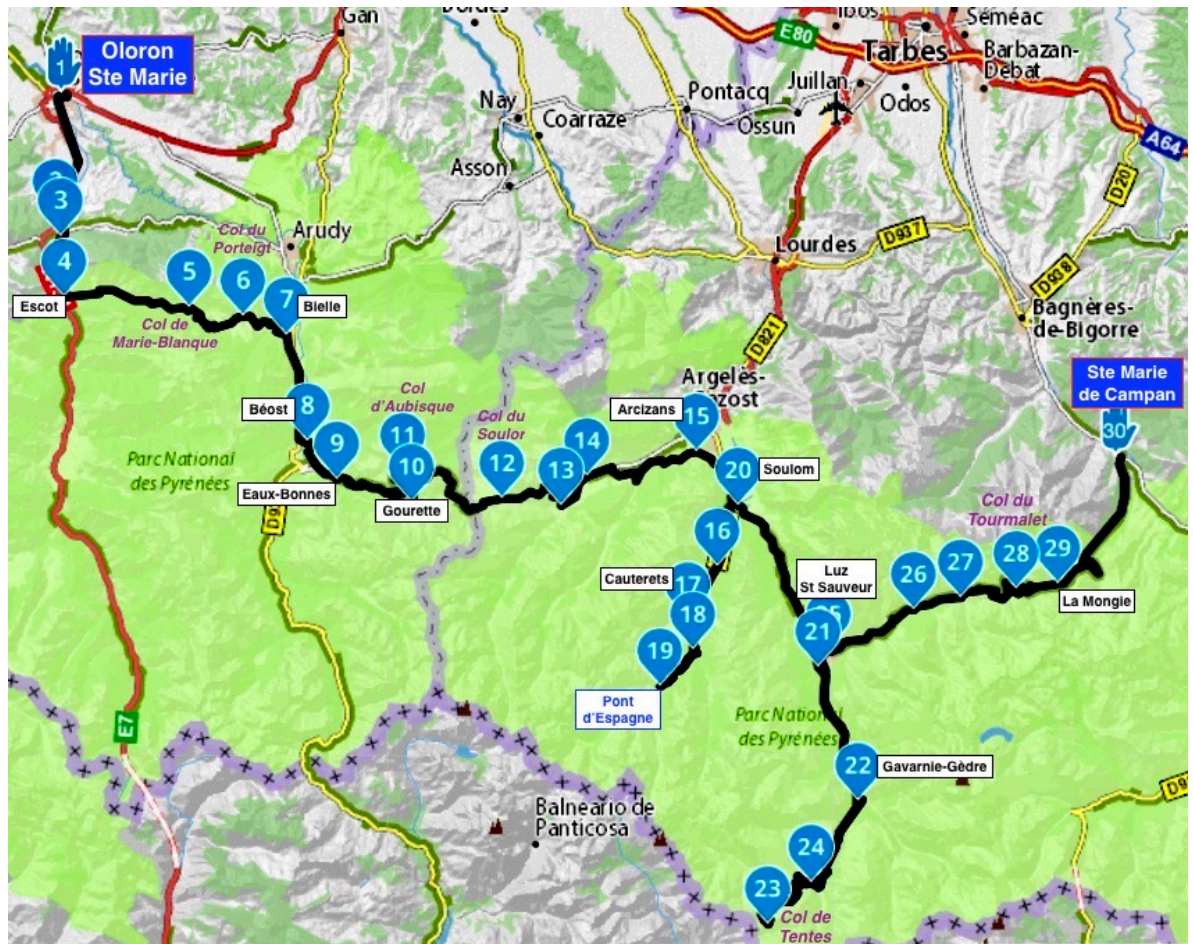 Gan
E80
Séméac
Tarbes
Barbazan-
Debat
Oloron
Ste Marie
1
Juillan
Odos
Pontacq
Ossun
Nay
Coarraze
A64
Asson
D20
3
Arudy
Col du
Porteigt
D937
Lourdes
D938
4
5
6
7
Escot
Bielle
Col de
Marie-Blanque
Bagnères-
de-Bigorre
D821
Argelès-
Arcizans
15
Ste Marie
de Campan
30
Béost
8
Col
d'Aubisque
11
Col du
Soulor
14
9
10
12
13
20
Soulom
Parc National
des Pyrénées
Eaux-Bonnes
Gourette
Col du
Tourmalet
16
Cauterets
17
18
19
Luz
St Sauveur
26
27
28
29
La Mongie
21
Pont
d'Espagne
Parc National
des Pyrénées
E7
22
Gavarnie-Gèdre
Balneario de
Panticosa
24
23
Col de
Tentes